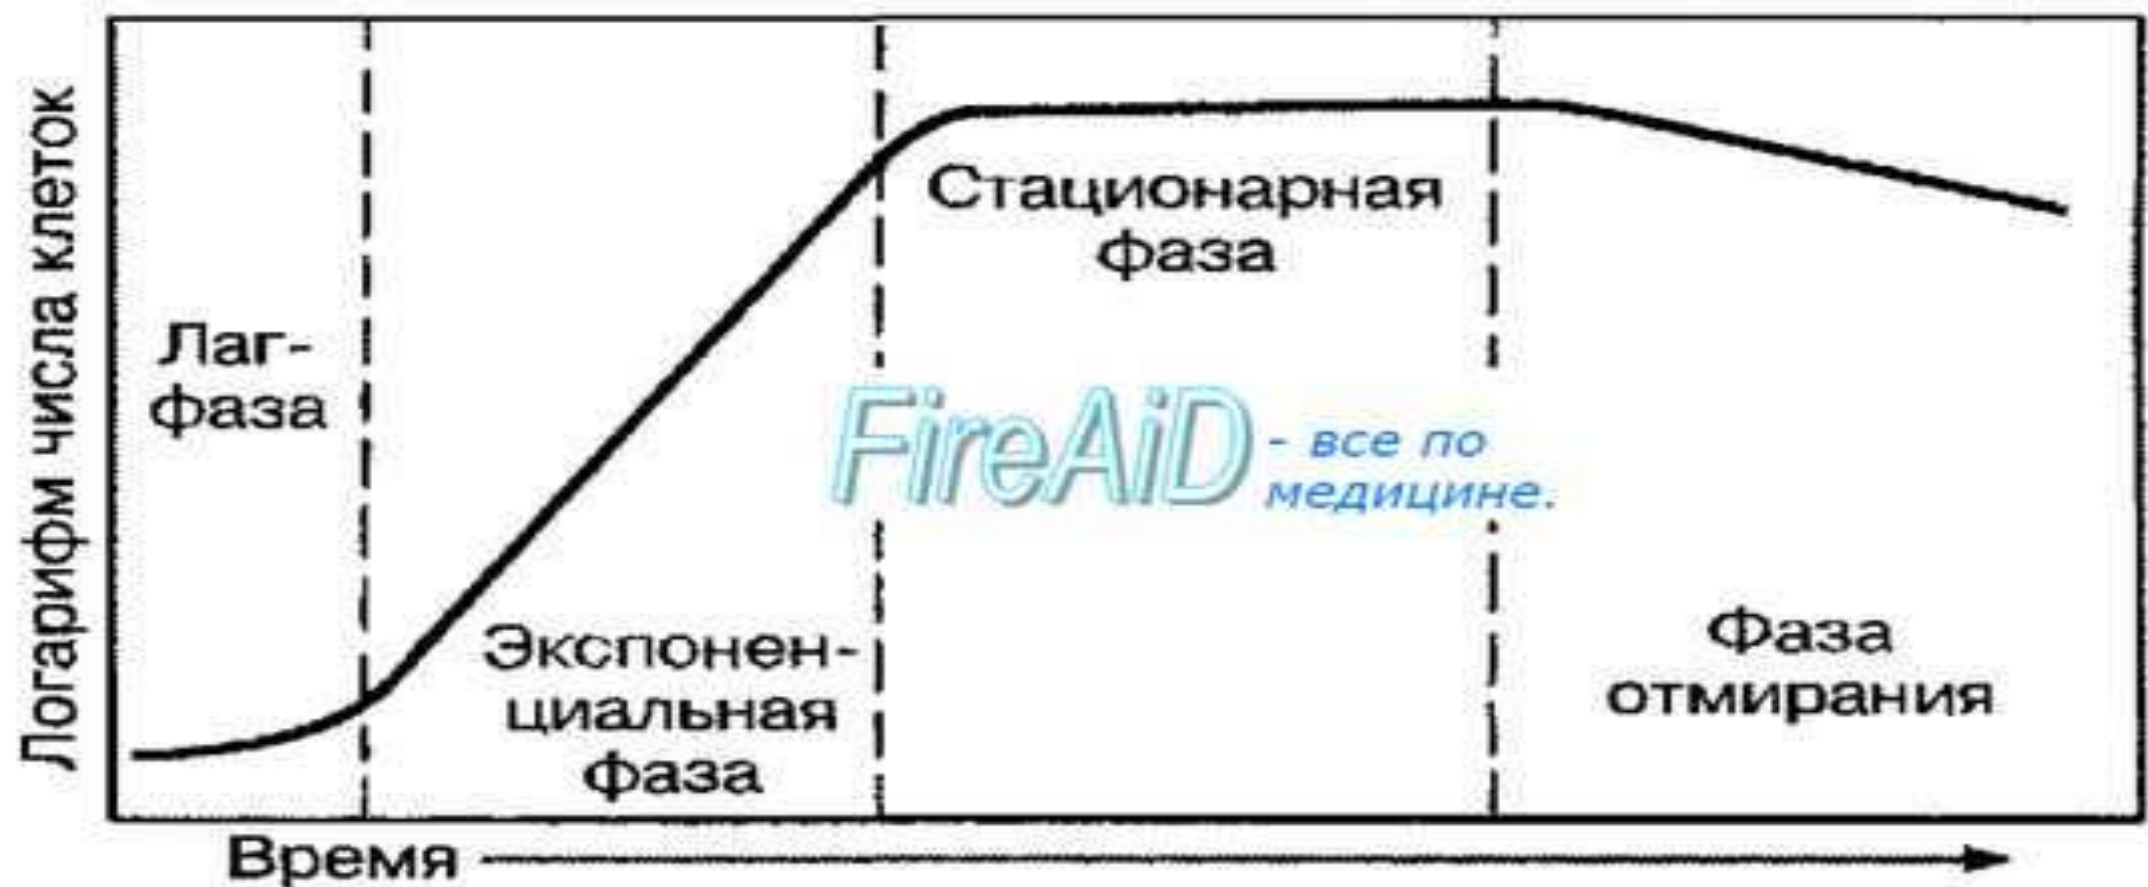 Логарифм числа клеток
Лаг-
фаза
Экспонен-
циальная
фаза
Стационарная
фаза
FireAiD - все по
медицине.
Фаза
отмирания
Время